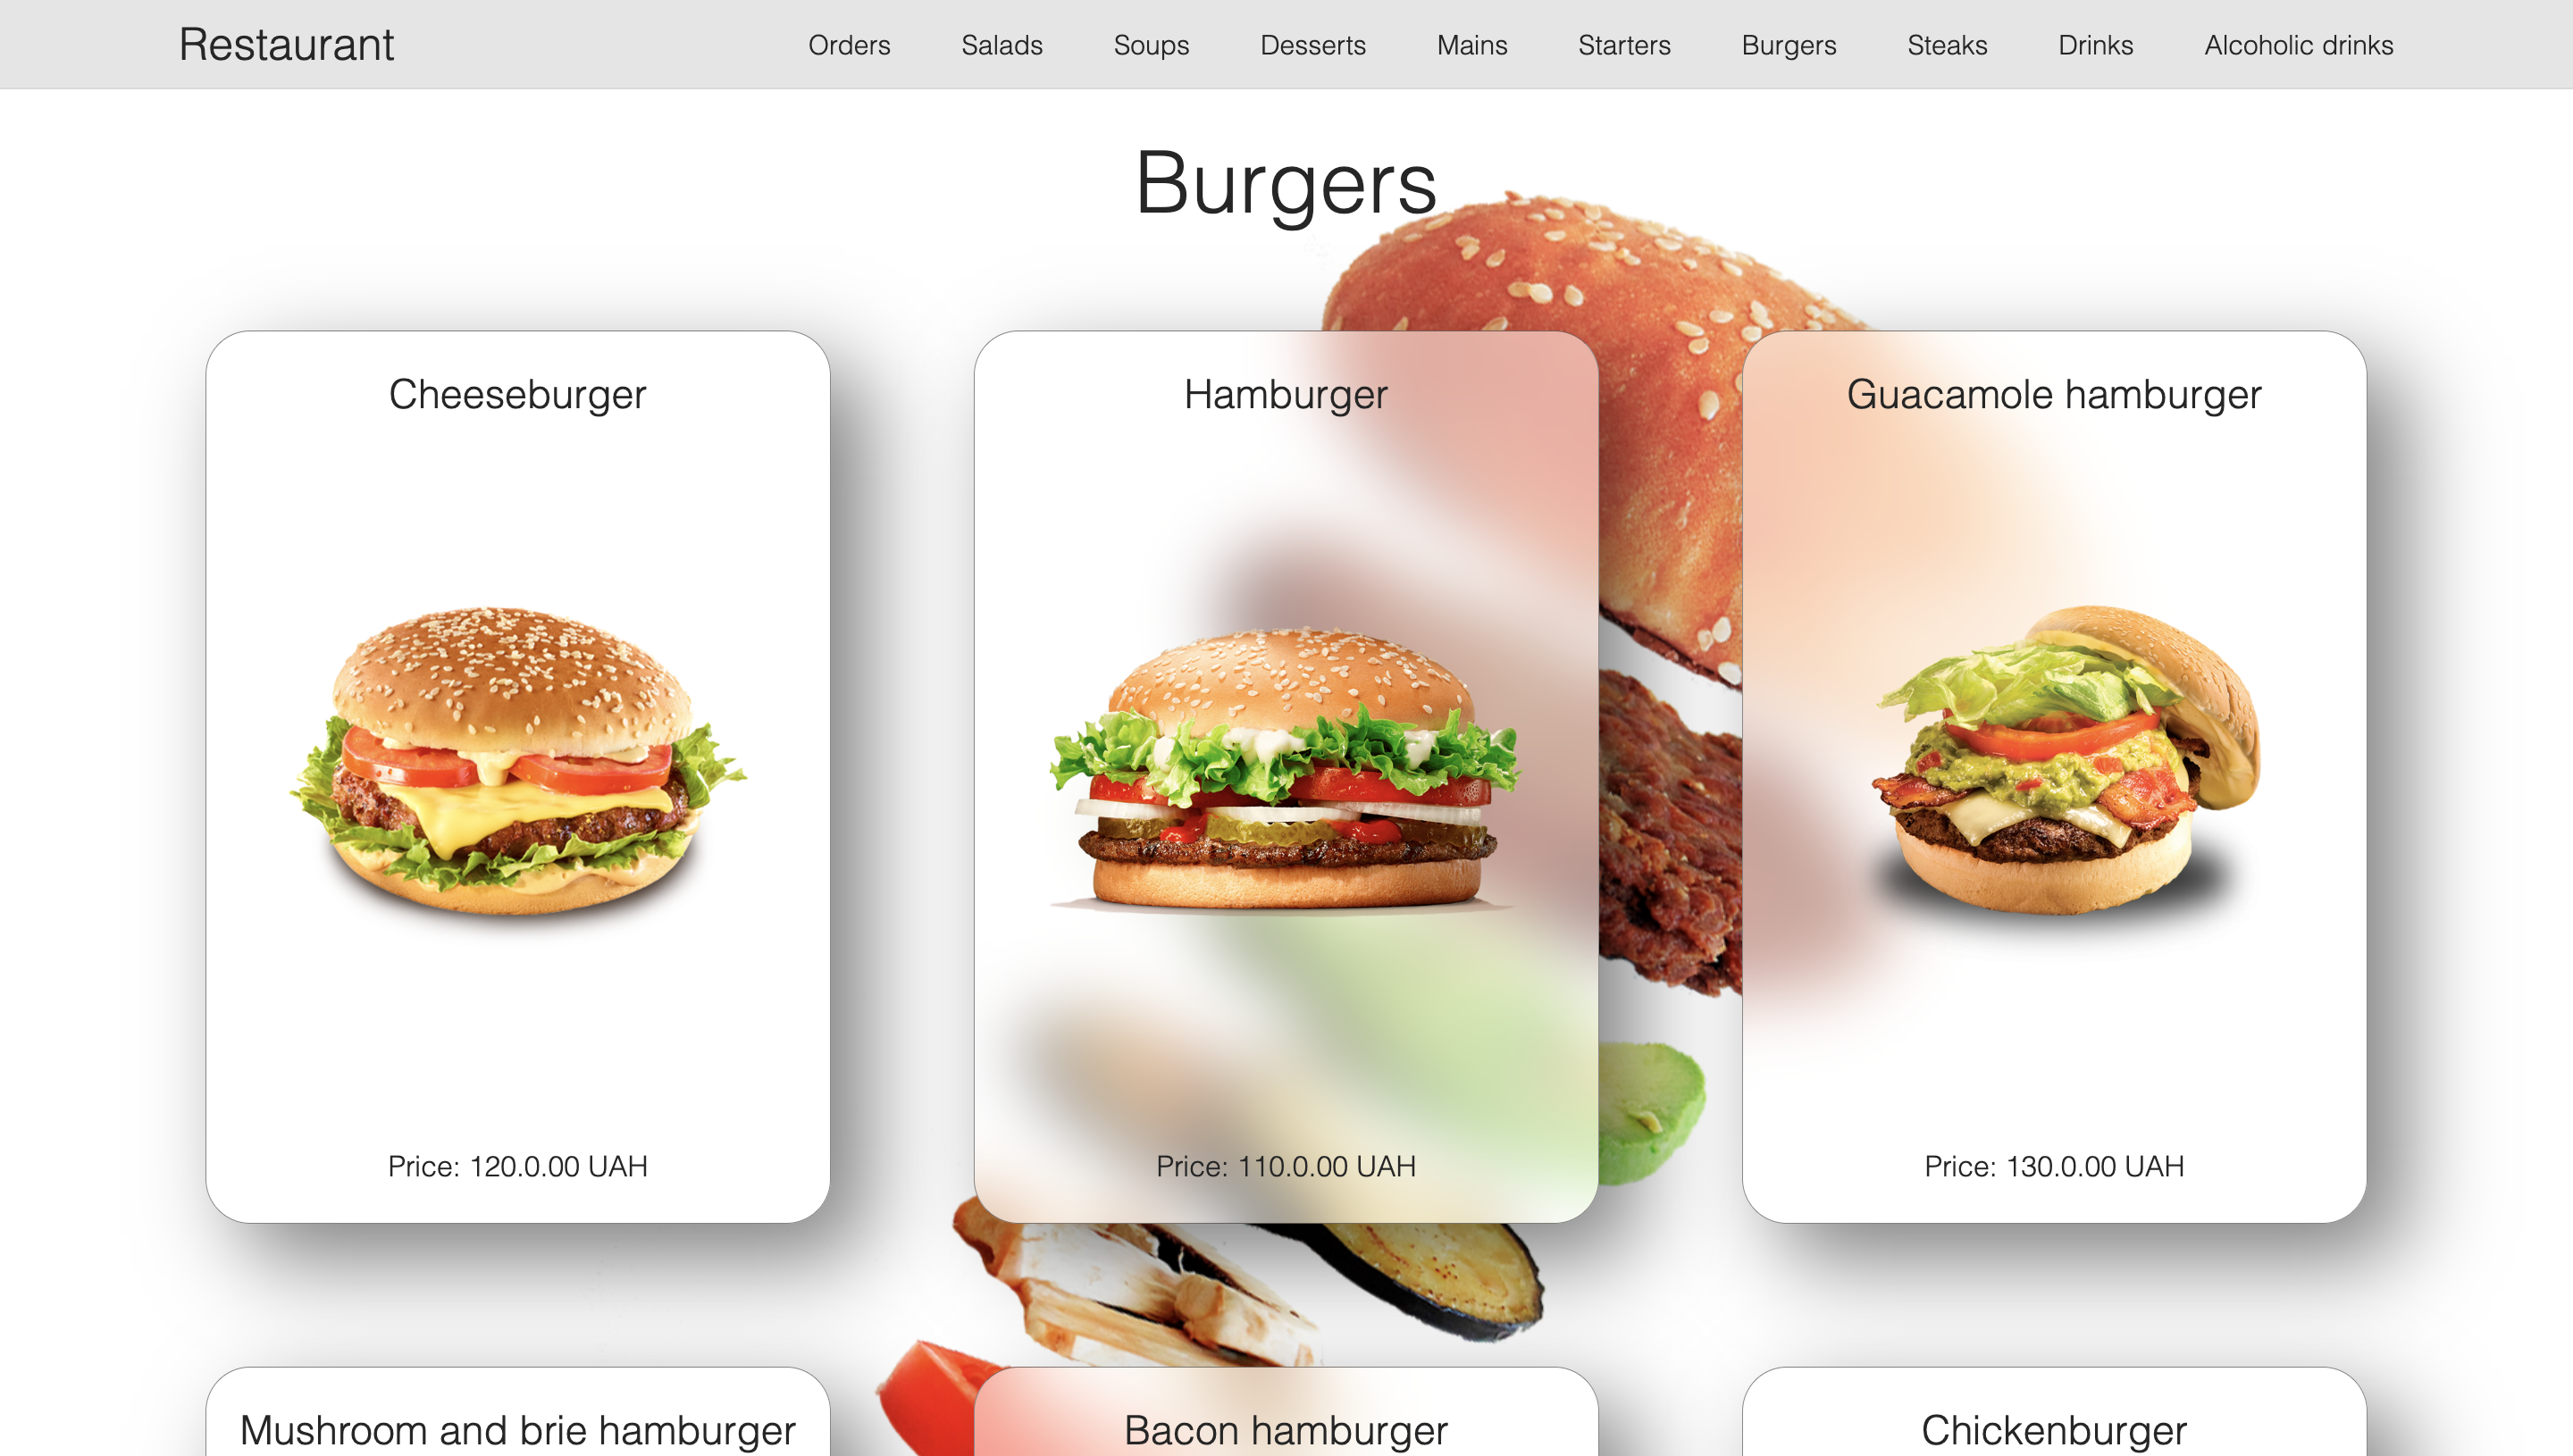 Restaurant Orders Salads Soups Desserts Mains Starters Burgers Steaks Drinks Alcoholic drinks
Burgers
Cheeseburger
Hamburger
Guacamole hamburger
Price: 120.0.00 UAH
Price: 110.0.00 UAH
Price: 130.0.00 UAH
Mushroom and brie hamburger
Bacon hamburger
Chickenburger